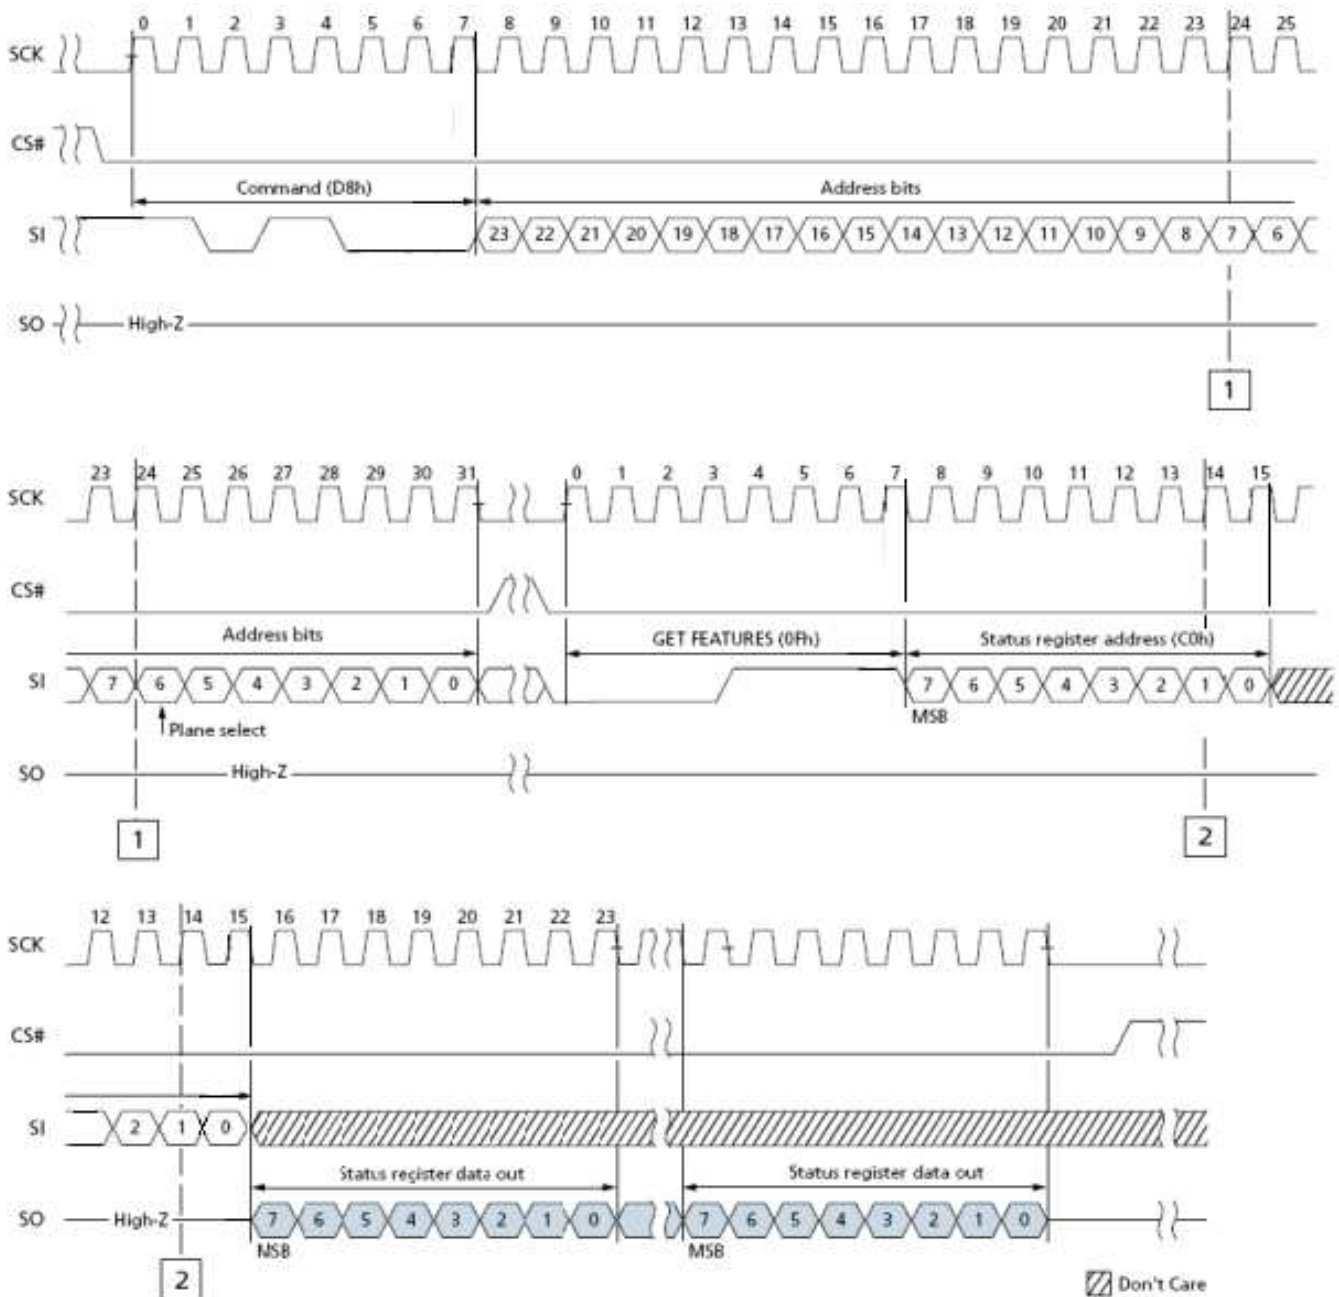 0 1 2 3 4 5 6 7 8 9 10 11 12 13 14 15 16 17 18 19 20 21 22 23 24 25
SCK
CS#
Command (D8h) Address bits
SI 23 22 21 20 19 18 17 16 15 14 13 12 11 10 9 8 7 6
SO High-Z
1
23 24 25 26 27 28 29 30 31 0 1 2 3 4 5 6 7 8 9 10 11 12 13 14 15
SCK
CS#
Address bits GET FEATURES (0Fh) Status register address (C0h)
SI 7 6 5 4 3 2 1 0 7 6 5 4 3 2 1 0
Plane select MSB
SO High-Z
1 2
12 13 14 15 16 17 18 19 20 21 22 23
SCK
CS#
SI 2 1 0
Status register data out Status register data out
SO High-Z 7 6 5 4 3 2 1 0 7 6 5 4 3 2 1 0
MSB MSB
2 Don't Care